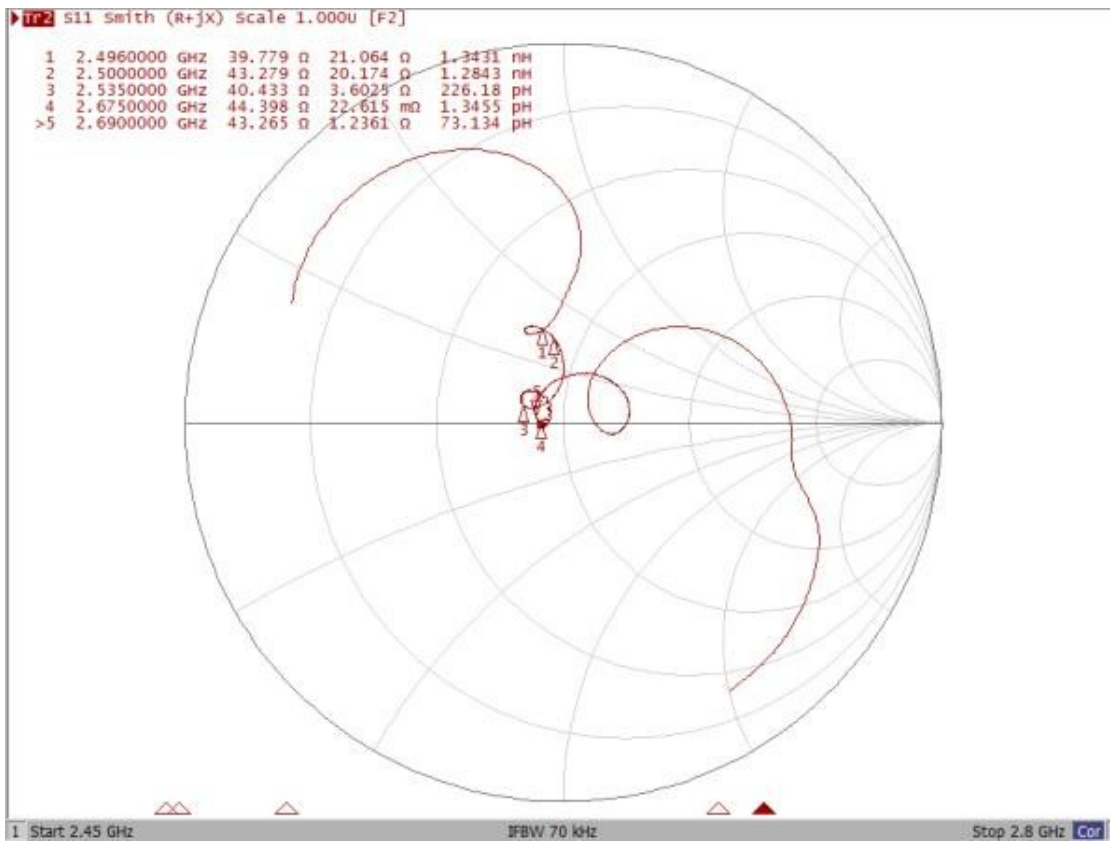 Tr2 S11 Smith (R+jX) Scale 1.000U [F2]
1 2.4960000 GHz 39.779 Ω 21.064 Ω 1.3431 nH
2 2.5000000 GHz 43.279 Ω 20.174 Ω 1.2843 nH
3 2.5350000 GHz 40.433 Ω 3.6025 Ω 226.18 pH
4 2.6750000 GHz 44.398 Ω 22.615 mΩ 1.3455 pH
>5 2.6900000 GHz 43.265 Ω 1.2361 Ω 73.134 pH
1
2
5
3
4
1 Start 2.45 GHz IFBW 70 kHz Stop 2.8 GHz Cor